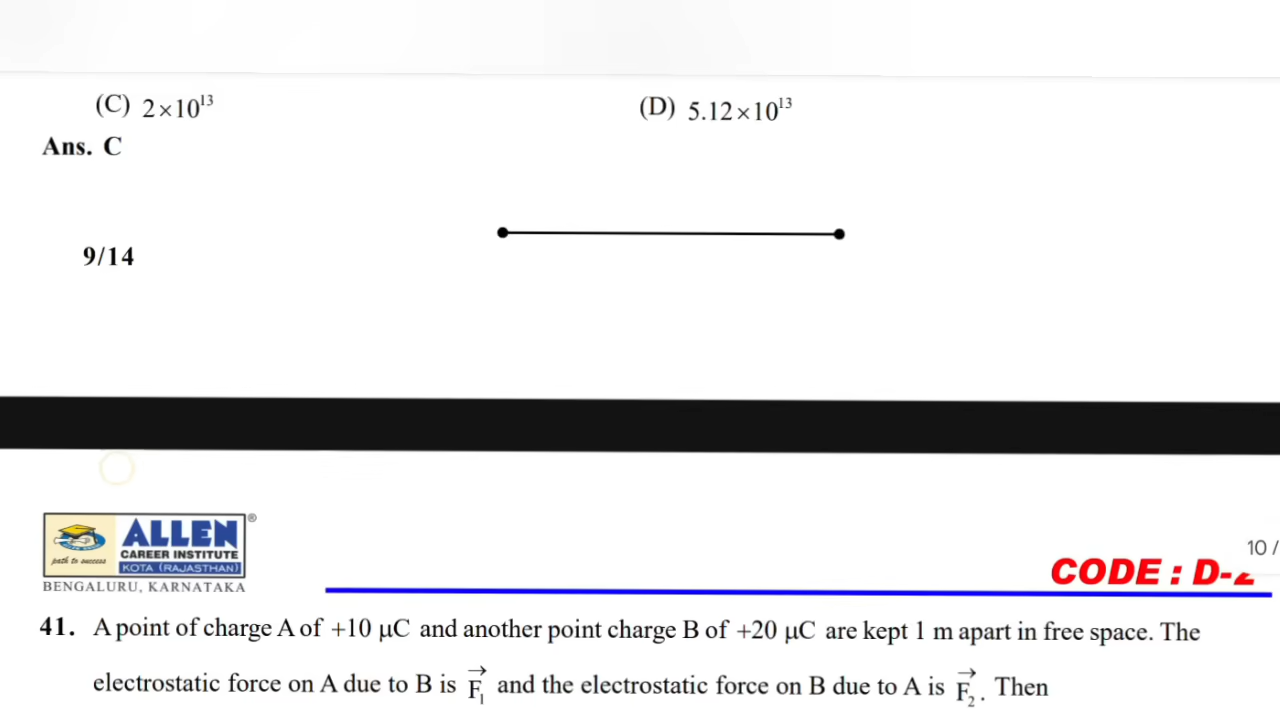 (C) 2×10¹³ (D) 5.12×10¹³
Ans. C
9/14
ALLEN ®
CAREER INSTITUTE
path to success
KOTA (RAJASTHAN)
BENGALURU, KARNATAKA
10 /
CODE : D-2
41. A point of charge A of +10 μC and another point charge B of +20 μC are kept 1 m apart in free space. The
electrostatic force on A due to B is F⃗₁ and the electrostatic force on B due to A is F⃗₂. Then